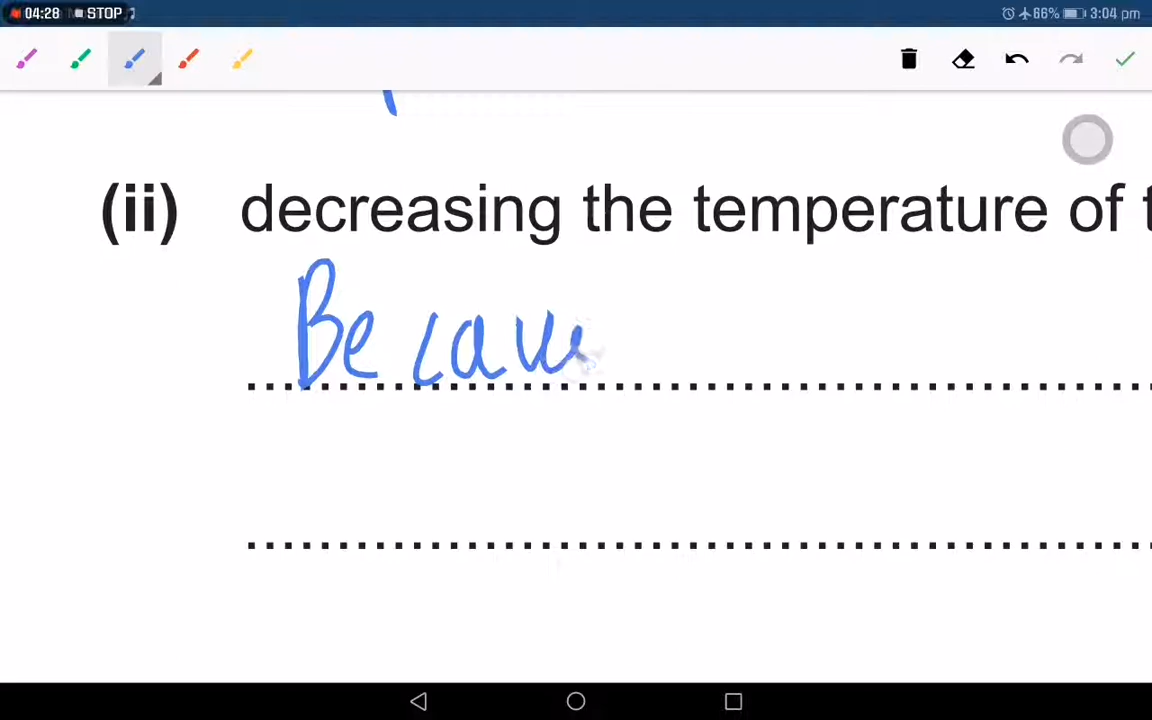 04:28 STOP 66% 3:04 pm
(ii) decreasing the temperature of t
Becau